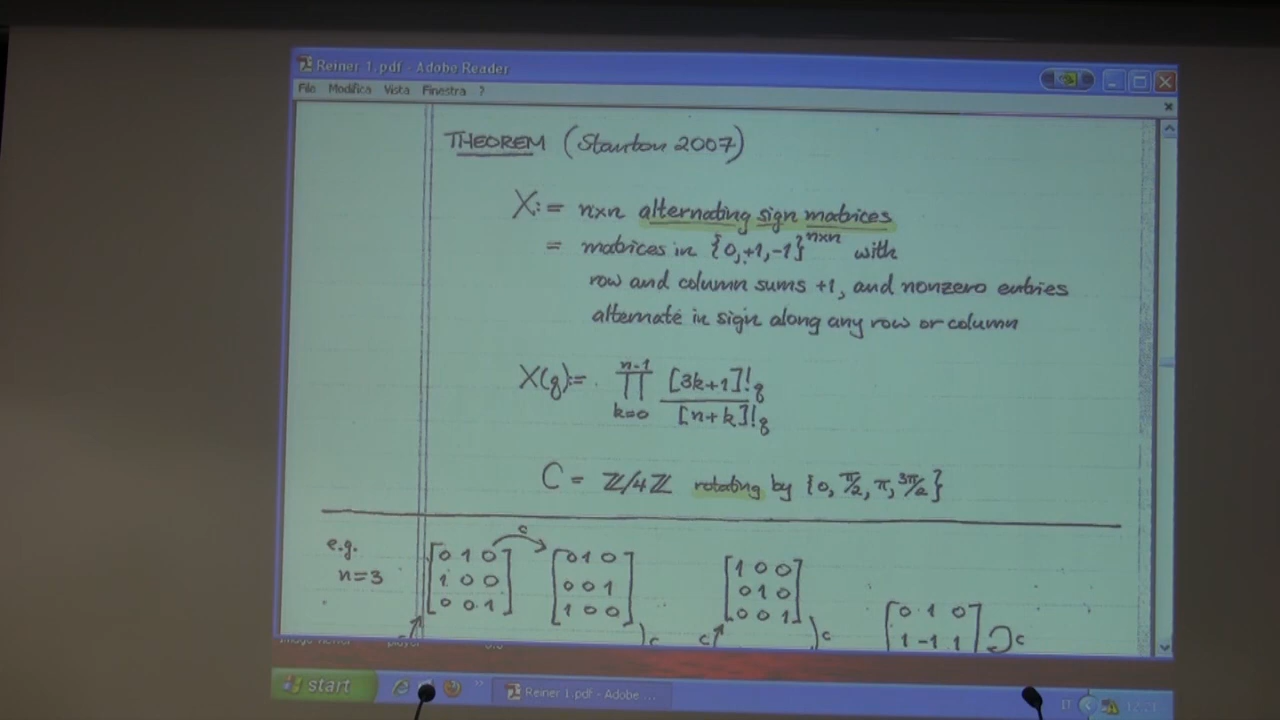 Reiner 1.pdf - Adobe Reader
File Modifica Vista Finestra ?
THEOREM (Stanton 2007)
X := n×n alternating sign matrices
= matrices in {0,+1,-1}^{n×n} with
row and column sums +1, and nonzero entries
alternate in sign along any row or column
X(q):= ∏_{k=0}^{n-1} [3k+1]!_q / [n+k]!_q
C = ℤ/4ℤ rotating by {0, π/2, π, 3π/2}
e.g.
n=3
c
[0 1 0] [0 1 0] [1 0 0]
[1 0 0] [0 0 1] [0 1 0] [0 1 0]
[0 0 1] [1 0 0] [0 0 1] [1 -1 1] c
c c c c
start
Reiner 1.pdf - Adobe ...
IT